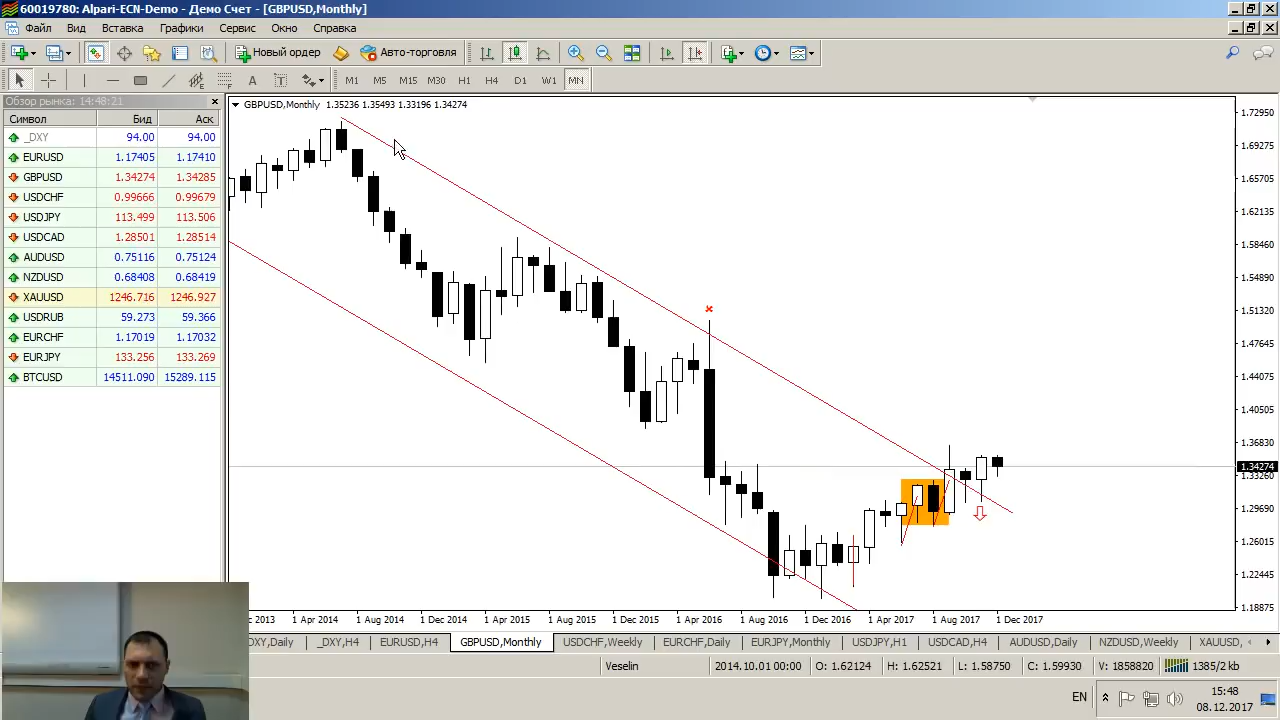 60019780: Alpari-ECN-Demo - Демо Счет - [GBPUSD,Monthly]
Файл Вид Вставка Графики Сервис Окно Справка
Новый ордер Авто-торговля
A T M1 M5 M15 M30 H1 H4 D1 W1 MN
Обзор рынка: 14:48:21
Символ Бид Аск
_DXY 94.00 94.00
EURUSD 1.17405 1.17410
GBPUSD 1.34274 1.34285
USDCHF 0.99666 0.99679
USDJPY 113.499 113.506
USDCAD 1.28501 1.28514
AUDUSD 0.75116 0.75124
NZDUSD 0.68408 0.68419
XAUUSD 1246.716 1246.927
USDRUB 59.273 59.366
EURCHF 1.17019 1.17032
EURJPY 133.256 133.269
BTCUSD 14511.090 15289.115
GBPUSD,Monthly 1.35236 1.35493 1.33196 1.34274
1.72950
1.69275
1.65705
1.62135
1.58460
1.54890
1.51320
1.47645
1.44075
1.40505
1.36830
1.34274
1.33260
1.29690
1.26015
1.22445
1.18875
2013 1 Apr 2014 1 Aug 2014 1 Dec 2014 1 Apr 2015 1 Aug 2015 1 Dec 2015 1 Apr 2016 1 Aug 2016 1 Dec 2016 1 Apr 2017 1 Aug 2017 1 Dec 2017
DXY,Daily _DXY,H4 EURUSD,H4 GBPUSD,Monthly USDCHF,Weekly EURCHF,Daily EURJPY,Monthly USDJPY,H1 USDCAD,H4 AUDUSD,Daily NZDUSD,Weekly XAUUSD,
Veselin 2014.10.01 00:00 O: 1.62124 H: 1.62521 L: 1.58750 C: 1.59930 V: 1858820 1385/2 kb
EN 15:48
08.12.2017